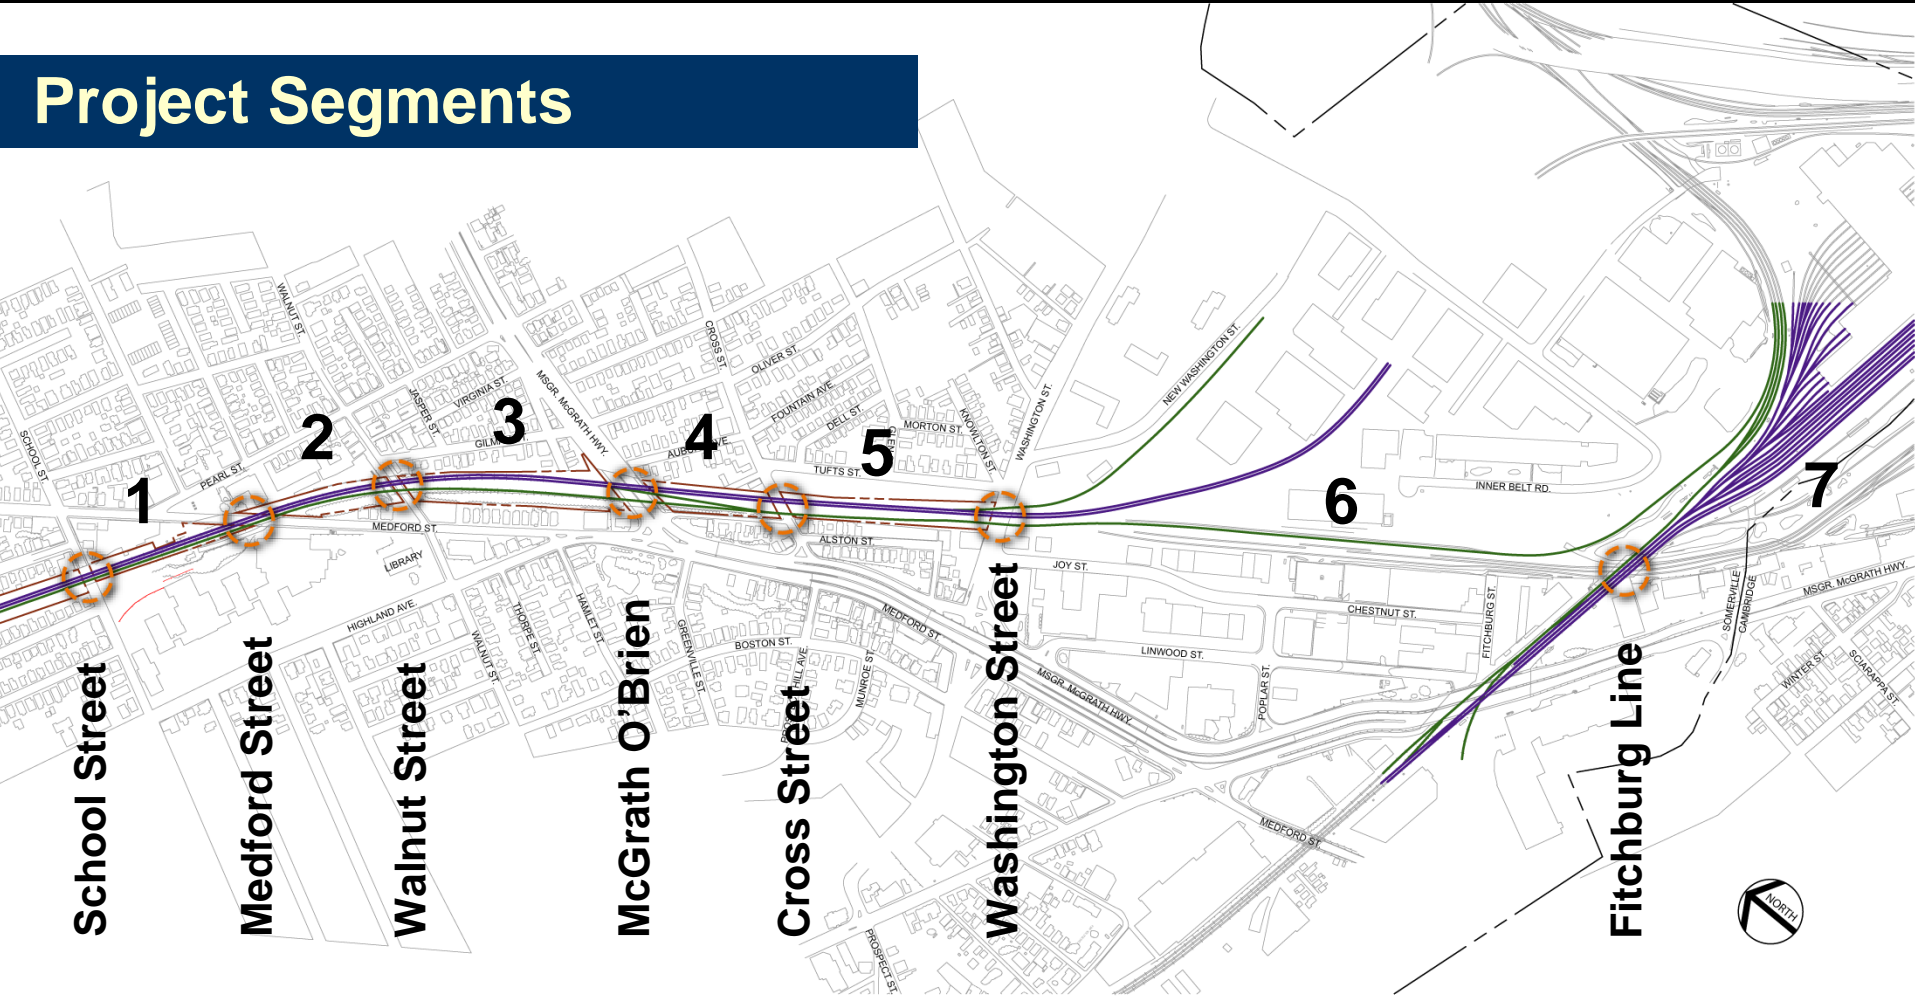 Project Segments
WALNUT ST.
CROSS ST.
OLIVER ST.
NEW WASHINGTON ST.
MSGR. McGRATH HWY.
JASPER ST.
VIRGINIA ST.
FOUNTAIN AVE.
DELL ST.
MORTON ST.
KNOWLTON ST.
WASHINGTON ST.
SCHOOL ST.
PEARL ST.
TUFTS ST.
INNER BELT RD.
1
2
3
4
5
6
7
MEDFORD ST.
LIBRARY
ALSTON ST.
JOY ST.
CHESTNUT ST.
FITCHBURG ST.
SOMERVILLE
CAMBRIDGE
MSGR. McGRATH HWY.
HIGHLAND AVE.
WALNUT ST.
THORPE ST.
HAMLET ST.
GREENVILLE ST.
BOSTON ST.
MUNROE ST.
MEDFORD ST.
LINWOOD ST.
MSGR. McGRATH HWY.
POPLAR ST.
WINTER ST.
SCIARAPPA ST.
MEDFORD ST.
PROSPECT ST.
School Street
Medford Street
Walnut Street
McGrath O'Brien
Cross Street
Washington Street
Fitchburg Line
NORTH